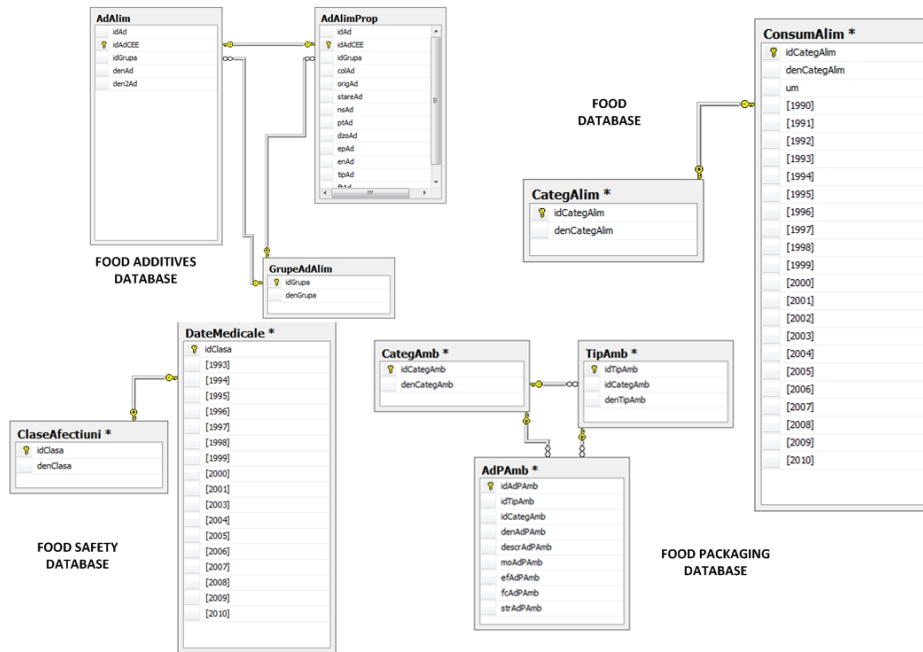 AdAlim
idAd
idAdCEE
idGrupa
denAd
den2Ad
AdAlimProp
idAd
idAdCEE
idGrupa
colAd
origAd
stareAd
nsAd
ptAd
dzoAd
epAd
enAd
tipAd
GrupeAdAlim
idGrupa
denGrupa
FOOD ADDITIVES
DATABASE
FOOD
DATABASE
CategAlim *
idCategAlim
denCategAlim
ConsumAlim *
idCategAlim
denCategAlim
um
[1990]
[1991]
[1992]
[1993]
[1994]
[1995]
[1996]
[1997]
[1998]
[1999]
[2000]
[2001]
[2002]
[2003]
[2004]
[2005]
[2006]
[2007]
[2008]
[2009]
[2010]
DateMedicale *
idClasa
[1993]
[1994]
[1995]
[1996]
[1997]
[1998]
[1999]
[2000]
[2001]
[2003]
[2004]
[2005]
[2006]
[2007]
[2008]
[2009]
[2010]
ClaseAfectiuni *
idClasa
denClasa
FOOD SAFETY
DATABASE
CategAmb *
idCategAmb
denCategAmb
TipAmb *
idTipAmb
idCategAmb
denTipAmb
AdPAmb *
idAdPAmb
idTipAmb
idCategAmb
denAdPAmb
descrAdPAmb
moAdPAmb
efAdPAmb
fcAdPAmb
strAdPAmb
FOOD PACKAGING
DATABASE